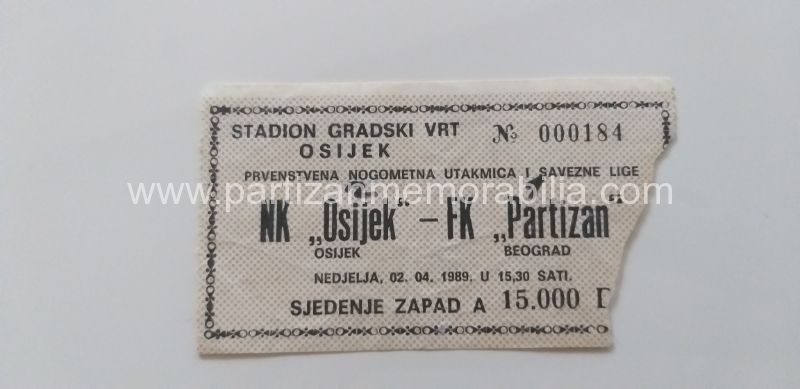 STADION GRADSKI VRT № 000184
OSIJEK
PRVENSTVENA NOGOMETNA UTAKMICA I SAVEZNE LIGE
www.partizanmemorabilia.com
NK „Osijek" – FK „Partizan"
OSIJEK BEOGRAD
NEDJELJA, 02. 04. 1989. U 15,30 SATI.
SJEDENJE ZAPAD A 15.000